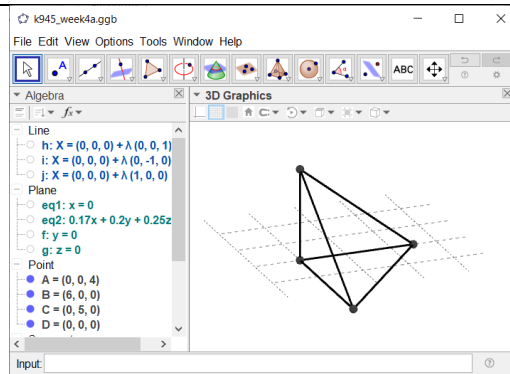 k945_week4a.ggb
File Edit View Options Tools Window Help
ABC
Algebra
3D Graphics
fx
Line
h: X = (0, 0, 0) + λ (0, 0, 1)
i: X = (0, 0, 0) + λ (0, -1, 0)
j: X = (0, 0, 0) + λ (1, 0, 0)
Plane
eq1: x = 0
eq2: 0.17x + 0.2y + 0.25z
f: y = 0
g: z = 0
Point
A = (0, 0, 4)
B = (6, 0, 0)
C = (0, 5, 0)
D = (0, 0, 0)
Input: